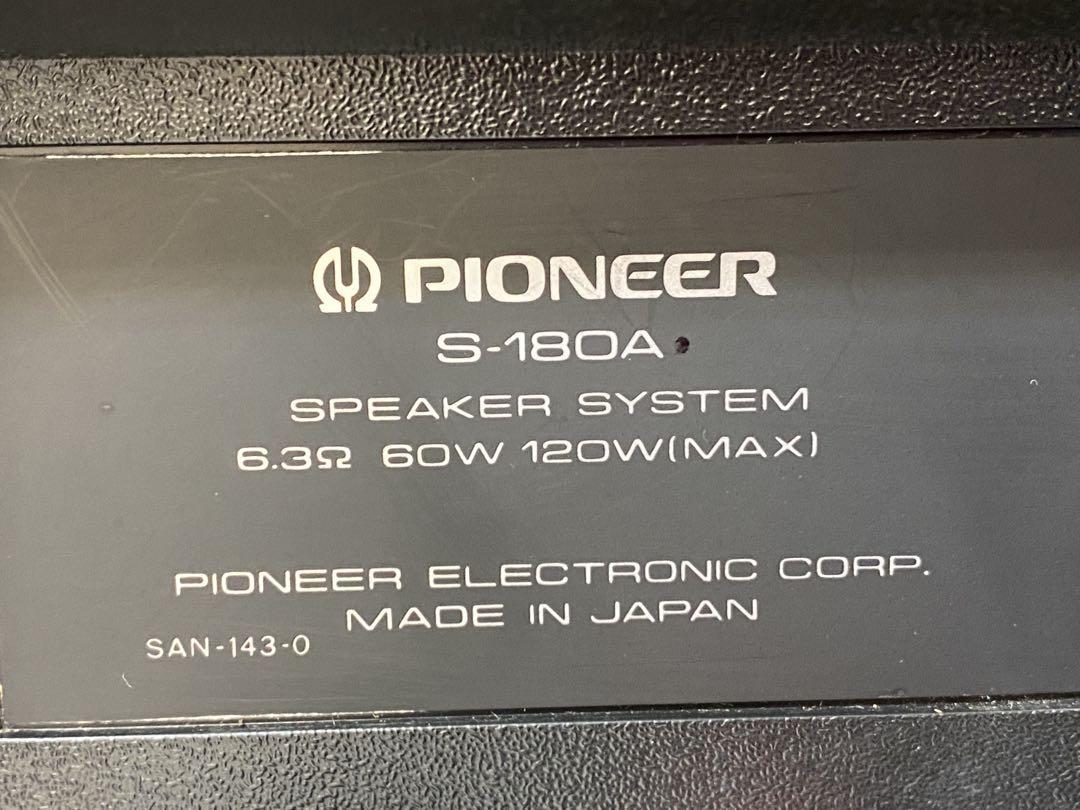 PIONEER
S-180A
SPEAKER SYSTEM
6.3Ω 60W 120W(MAX)
PIONEER ELECTRONIC CORP.
MADE IN JAPAN
SAN-143-0